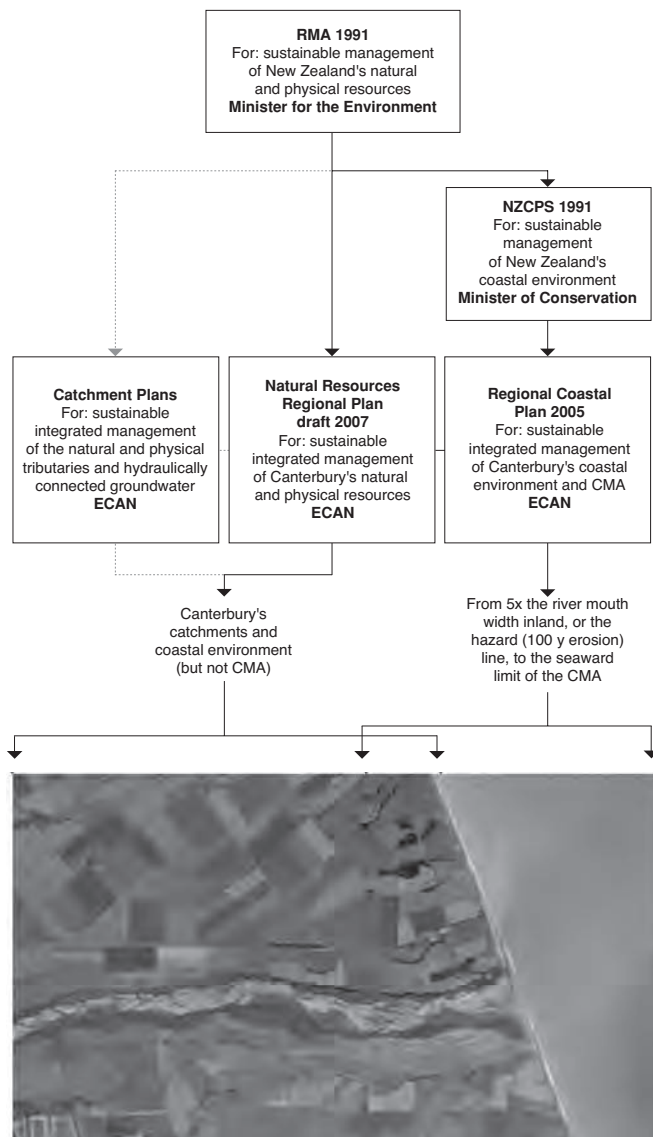 RMA 1991
For: sustainable management
of New Zealand's natural
and physical resources
Minister for the Environment
NZCPS 1991
For: sustainable
management
of New Zealand's
coastal environment
Minister of Conservation
Catchment Plans
For: sustainable
integrated management
of the natural and physical
tributaries and hydraulically
connected groundwater
ECAN
Natural Resources
Regional Plan
draft 2007
For: sustainable
integrated management
of Canterbury's natural
and physical resources
ECAN
Regional Coastal
Plan 2005
For: sustainable
integrated management
of Canterbury's coastal
environment and CMA
ECAN
Canterbury's
catchments and
coastal environment
(but not CMA)
From 5x the river mouth
width inland, or the
hazard (100 y erosion)
line, to the seaward
limit of the CMA